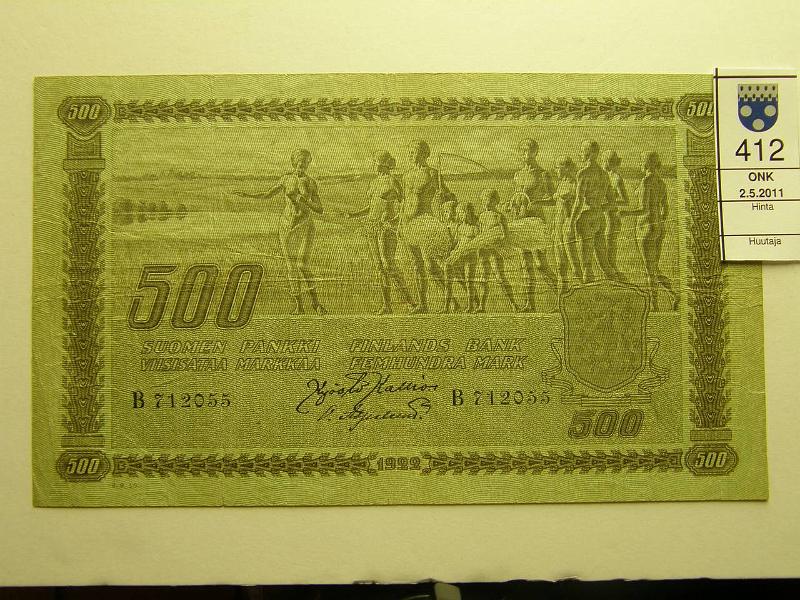 500
500
412
ONK
2.5.2011
Hinta
Huutaja
500
SUOMEN PANKKI FINLANDS BANK
VIISISATAA MARKKAA FEMHUNDRA MARK
B 712055
B 712055
500
500
1922
500